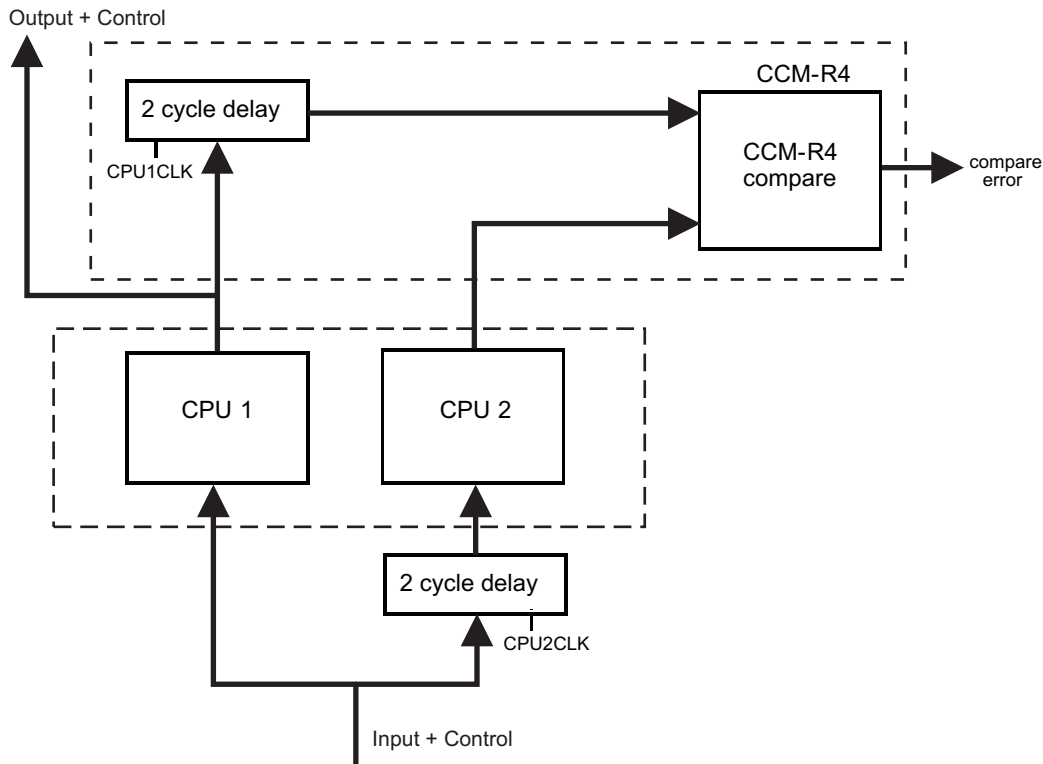 Output + Control
CCM-R4
2 cycle delay
CPU1CLK
CCM-R4
compare
compare
error
CPU 1
CPU 2
2 cycle delay
CPU2CLK
Input + Control